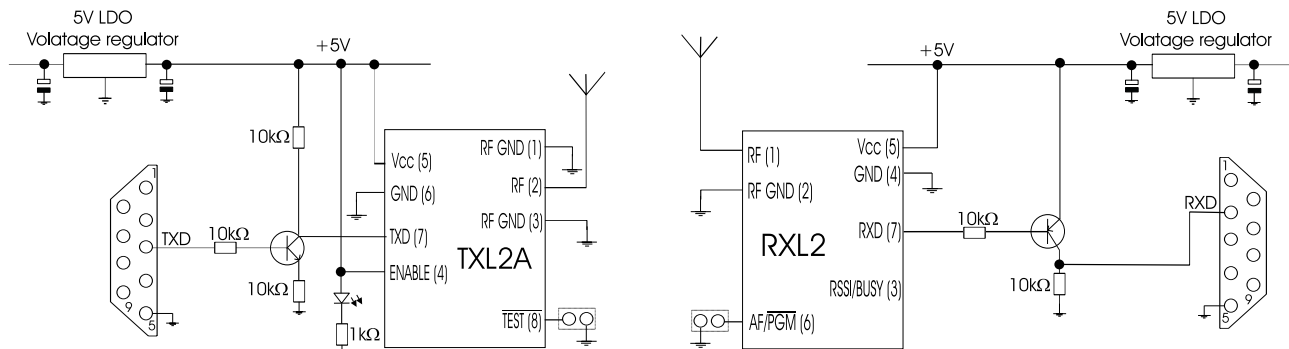 5V LDO
Volatage regulator
+5V
10kΩ
Vcc (5)
GND (6)
TXD (7)
ENABLE (4)
RF GND (1)
RF (2)
RF GND (3)
TXL2A
TEST (8)
1
TXD
9
5
10kΩ
10kΩ
1kΩ
5V LDO
Volatage regulator
+5V
RF (1)
RF GND (2)
Vcc (5)
GND (4)
RXD (7)
RXL2
RSSI/BUSY (3)
AF/PGM (6)
10kΩ
10kΩ
RXD
1
9
5